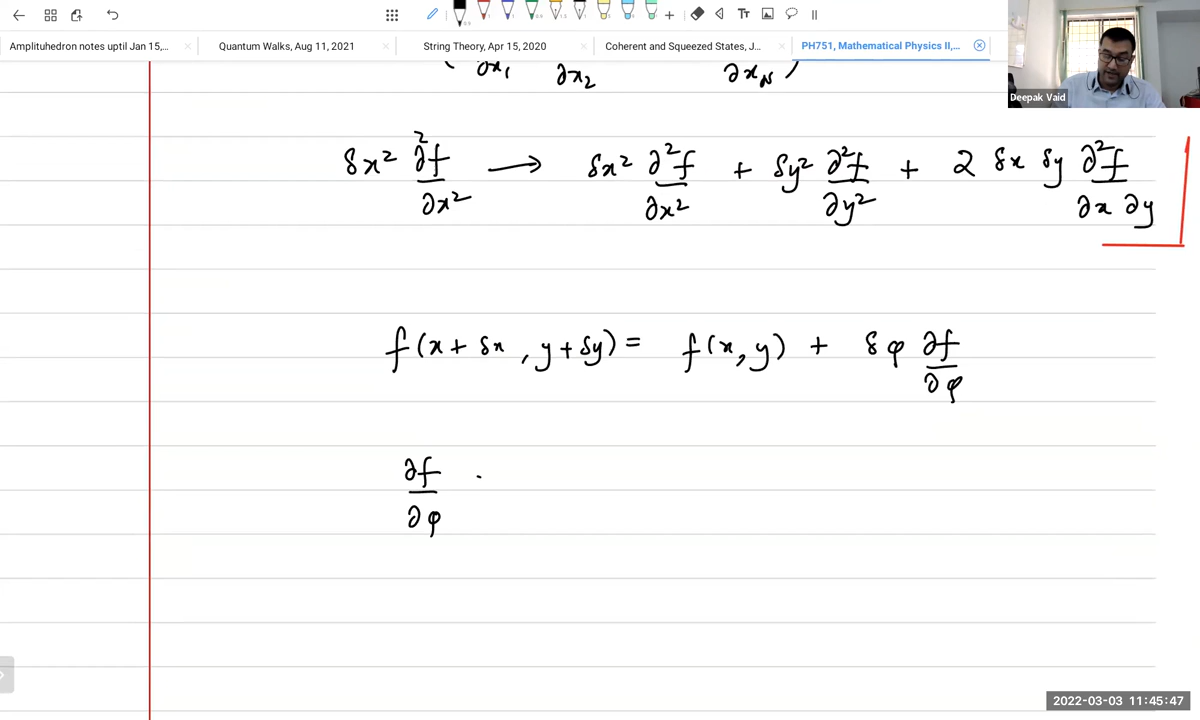 Amplituhedron notes uptil Jan 15,...
Quantum Walks, Aug 11, 2021
String Theory, Apr 15, 2020
Coherent and Squeezed States, J...
PH751, Mathematical Physics II,...
Deepak Vaid
( ∂x₁ ∂x₂ ∂x_N )
δx² ∂²f/∂x² → δx² ∂²f/∂x² + δy² ∂²f/∂y² + 2 δx δy ∂²f/∂x ∂y
f(x + δx, y + δy) = f(x, y) + δφ ∂f/∂φ
∂f/∂φ
2022-03-03 11:45:47